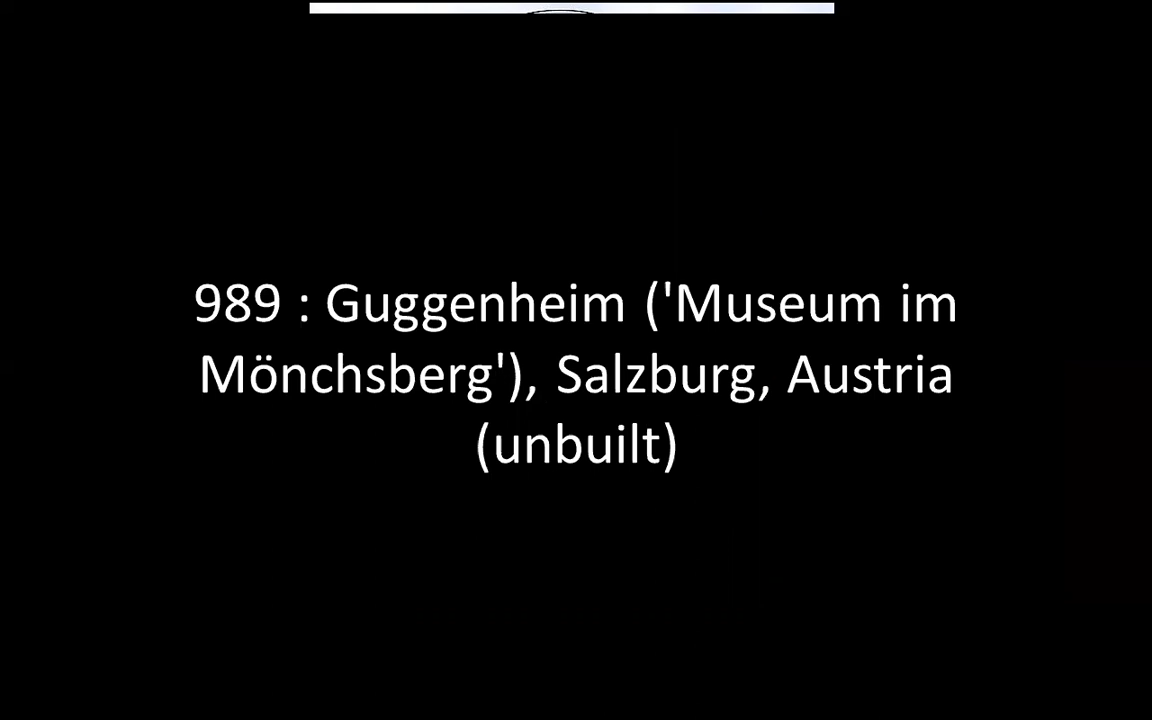 989 : Guggenheim ('Museum im
Mönchsberg'), Salzburg, Austria
(unbuilt)